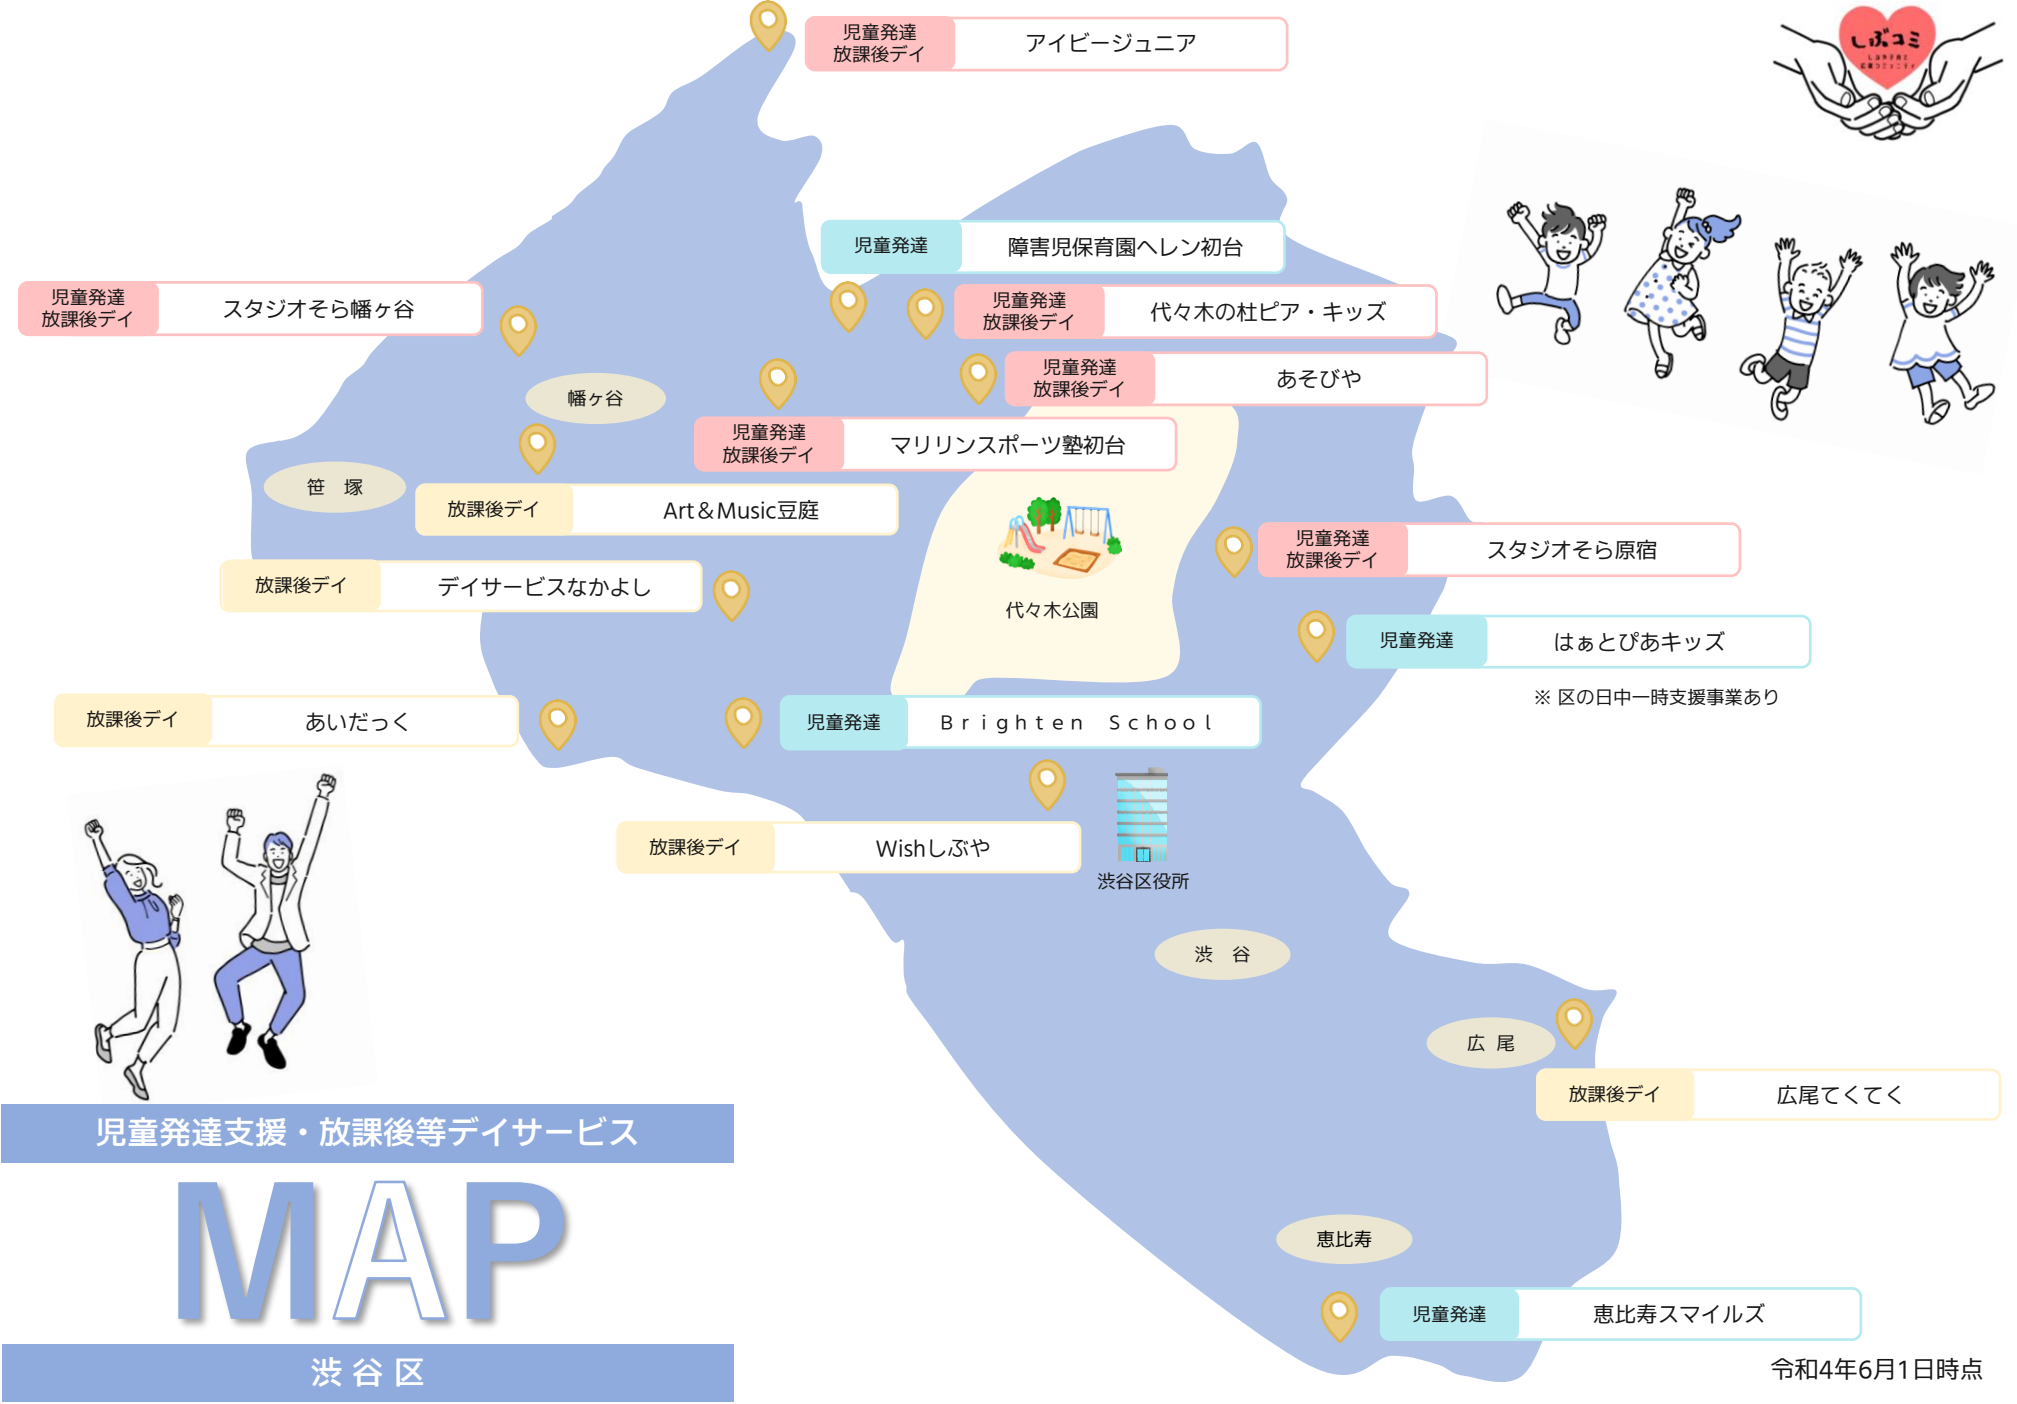 児童発達
放課後デイ
アイビージュニア
しぶコミ
児童発達
障害児保育園ヘレン初台
児童発達
放課後デイ
スタジオそら幡ヶ谷
児童発達
放課後デイ
代々木の杜ピア・キッズ
児童発達
放課後デイ
あそびや
幡ヶ谷
児童発達
放課後デイ
マリリンスポーツ塾初台
笹　塚
放課後デイ
Art＆Music豆庭
児童発達
放課後デイ
スタジオそら原宿
放課後デイ
デイサービスなかよし
代々木公園
児童発達
はぁとぴあキッズ
※ 区の日中一時支援事業あり
放課後デイ
あいだっく
児童発達
Ｂｒｉｇｈｔｅｎ　Ｓｃｈｏｏｌ
放課後デイ
Wishしぶや
渋谷区役所
渋　谷
広 尾
放課後デイ
広尾てくてく
児童発達支援・放課後等デイサービス
MAP
渋谷区
恵比寿
児童発達
恵比寿スマイルズ
令和4年6月1日時点